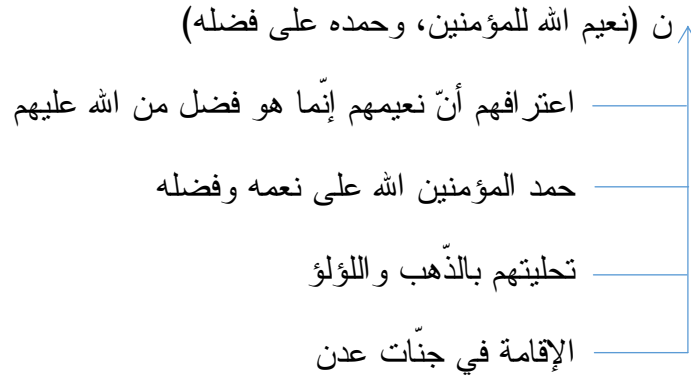 ن (نعيم الله للمؤمنين، وحمده على فضله)
اعترافهم أنّ نعيمهم إنّما هو فضل من الله عليهم
حمد المؤمنين الله على نعمه وفضله
تحليتهم بالذّهب واللؤلؤ
الإقامة في جنّات عدن